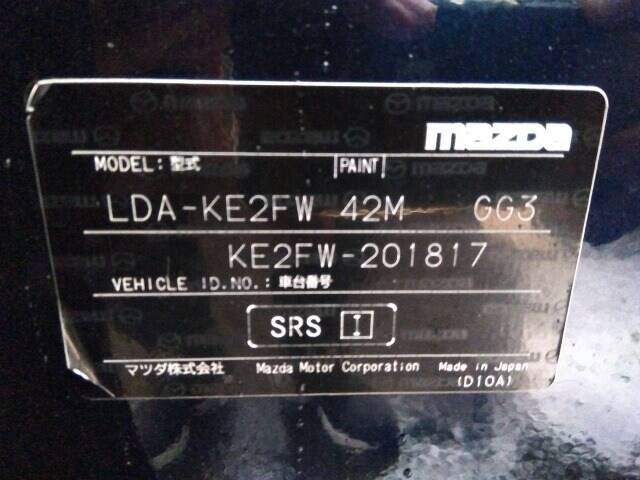 mazda
MODEL: 型式 PAINT
LDA-KE2FW 42M GG3
KE2FW-201817
VEHICLE ID.NO.: 車台番号
SRS I
マツダ株式会社 Mazda Motor Corporation Made in Japan
(D10A)